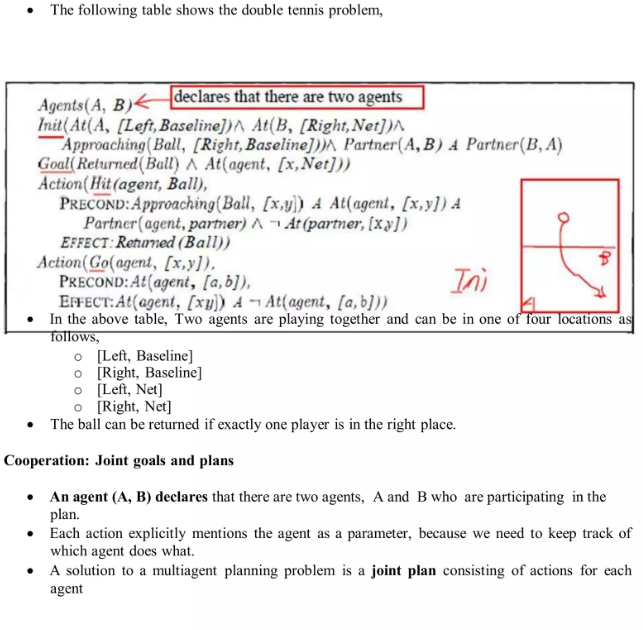 • The following table shows the double tennis problem,
declares that there are two agents
Agents(A, B)
Init(At(A, [Left,Baseline])∧ At(B, [Right,Net])∧
Approaching(Ball, [Right,Baseline]))∧ Partner(A,B) A Partner(B,A)
Goal(Returned(Ball) ∧ At(agent, [x,Net]))
Action(Hit(agent, Ball),
PRECOND:Approaching(Ball, [x,y]) A At(agent, [x,y]) A
Partner(agent, partner) ∧ ¬ At(partner, [x,y])
EFFECT:Returned(Ball))
Action(Go(agent, [x,y]),
PRECOND:At(agent, [a,b]),
EFFECT:At(agent, [xy]) A ¬ At(agent, [a,b]))
Ini
B
A
• In the above table, Two agents are playing together and can be in one of four locations as
follows,
o [Left, Baseline]
o [Right, Baseline]
o [Left, Net]
o [Right, Net]
• The ball can be returned if exactly one player is in the right place.
Cooperation: Joint goals and plans
• An agent (A, B) declares that there are two agents, A and B who are participating in the
plan.
• Each action explicitly mentions the agent as a parameter, because we need to keep track of
which agent does what.
• A solution to a multiagent planning problem is a joint plan consisting of actions for each
agent